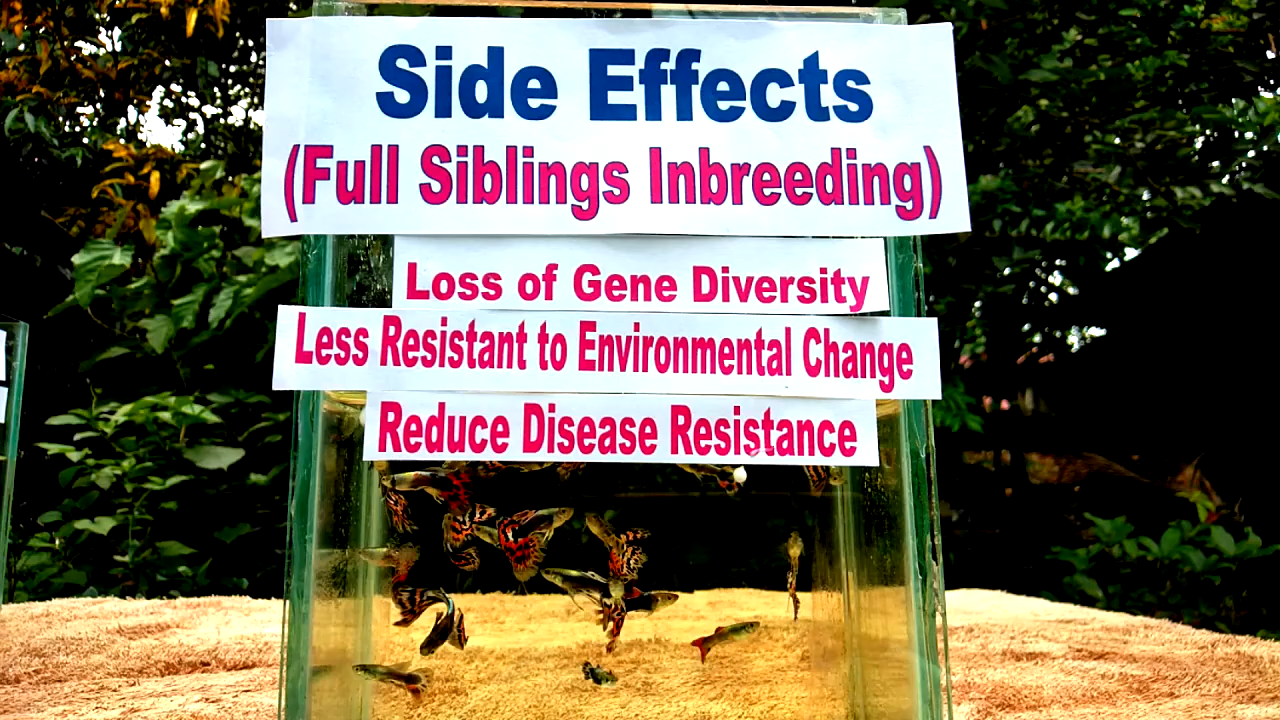 Side Effects
(Full Siblings Inbreeding)
Loss of Gene Diversity
Less Resistant to Environmental Change
Reduce Disease Resistance